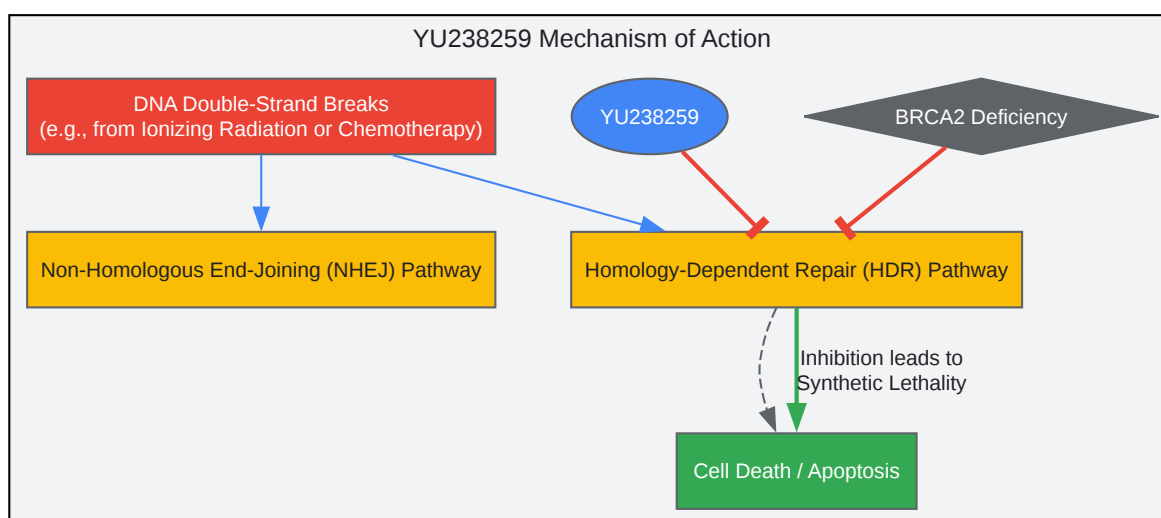 YU238259 Mechanism of Action
DNA Double-Strand Breaks
(e.g., from Ionizing Radiation or Chemotherapy)
YU238259
BRCA2 Deficiency
Non-Homologous End-Joining (NHEJ) Pathway
Homology-Dependent Repair (HDR) Pathway
Inhibition leads to
Synthetic Lethality
Cell Death / Apoptosis